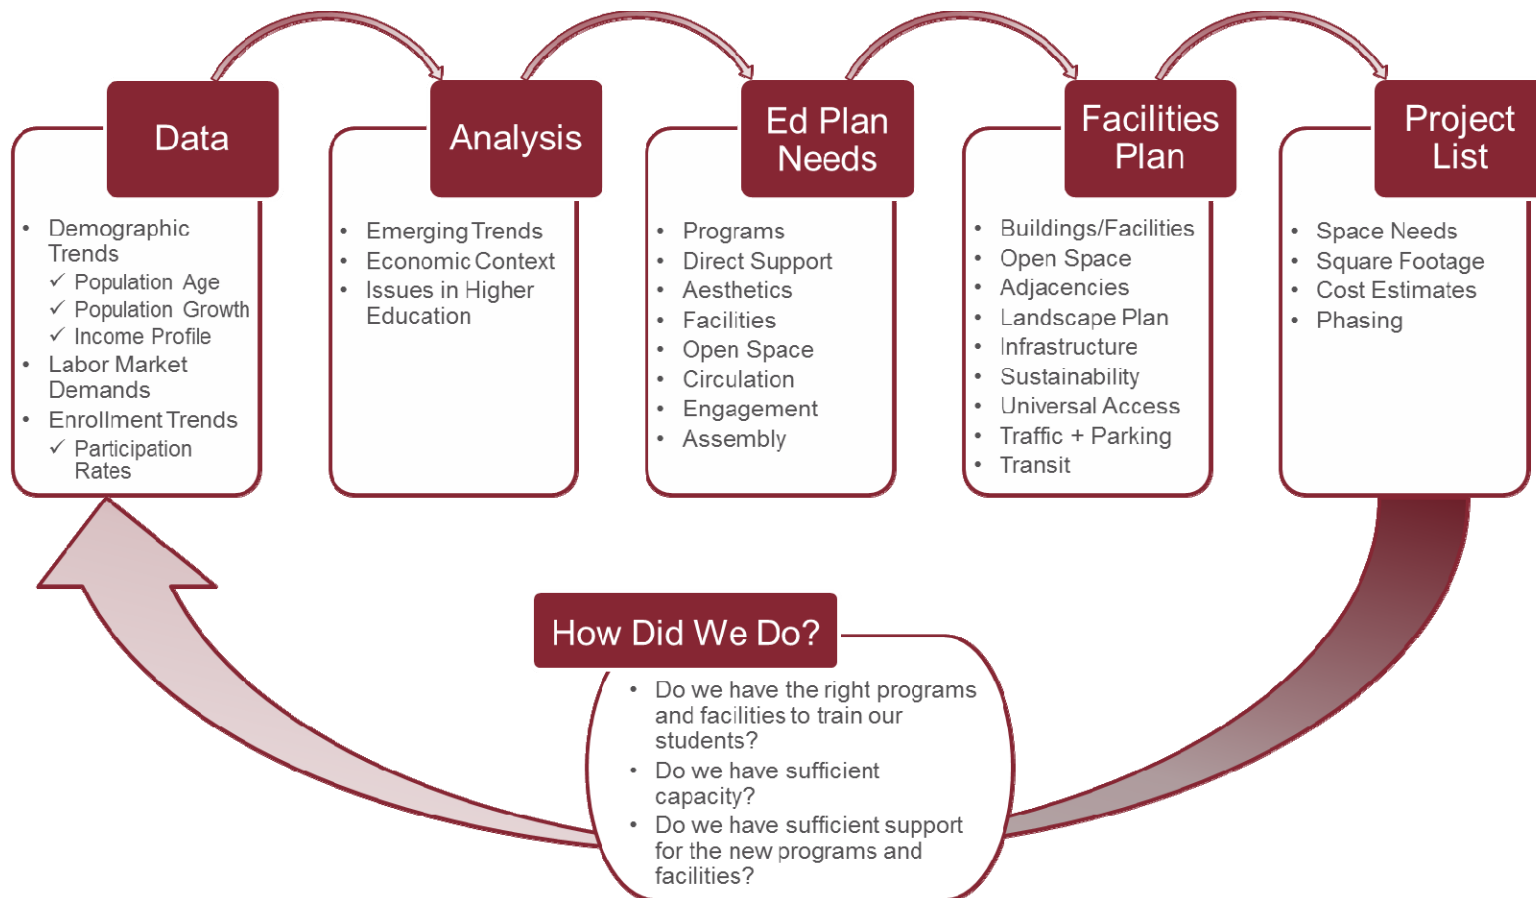 Data
• Demographic
Trends
✓ Population Age
✓ Population Growth
✓ Income Profile
• Labor Market
Demands
• Enrollment Trends
✓ Participation
Rates
Analysis
• Emerging Trends
• Economic Context
• Issues in Higher
Education
Ed Plan
Needs
• Programs
• Direct Support
• Aesthetics
• Facilities
• Open Space
• Circulation
• Engagement
• Assembly
Facilities
Plan
• Buildings/Facilities
• Open Space
• Adjacencies
• Landscape Plan
• Infrastructure
• Sustainability
• Universal Access
• Traffic + Parking
• Transit
Project
List
• Space Needs
• Square Footage
• Cost Estimates
• Phasing
How Did We Do?
• Do we have the right programs
and facilities to train our
students?
• Do we have sufficient
capacity?
• Do we have sufficient support
for the new programs and
facilities?